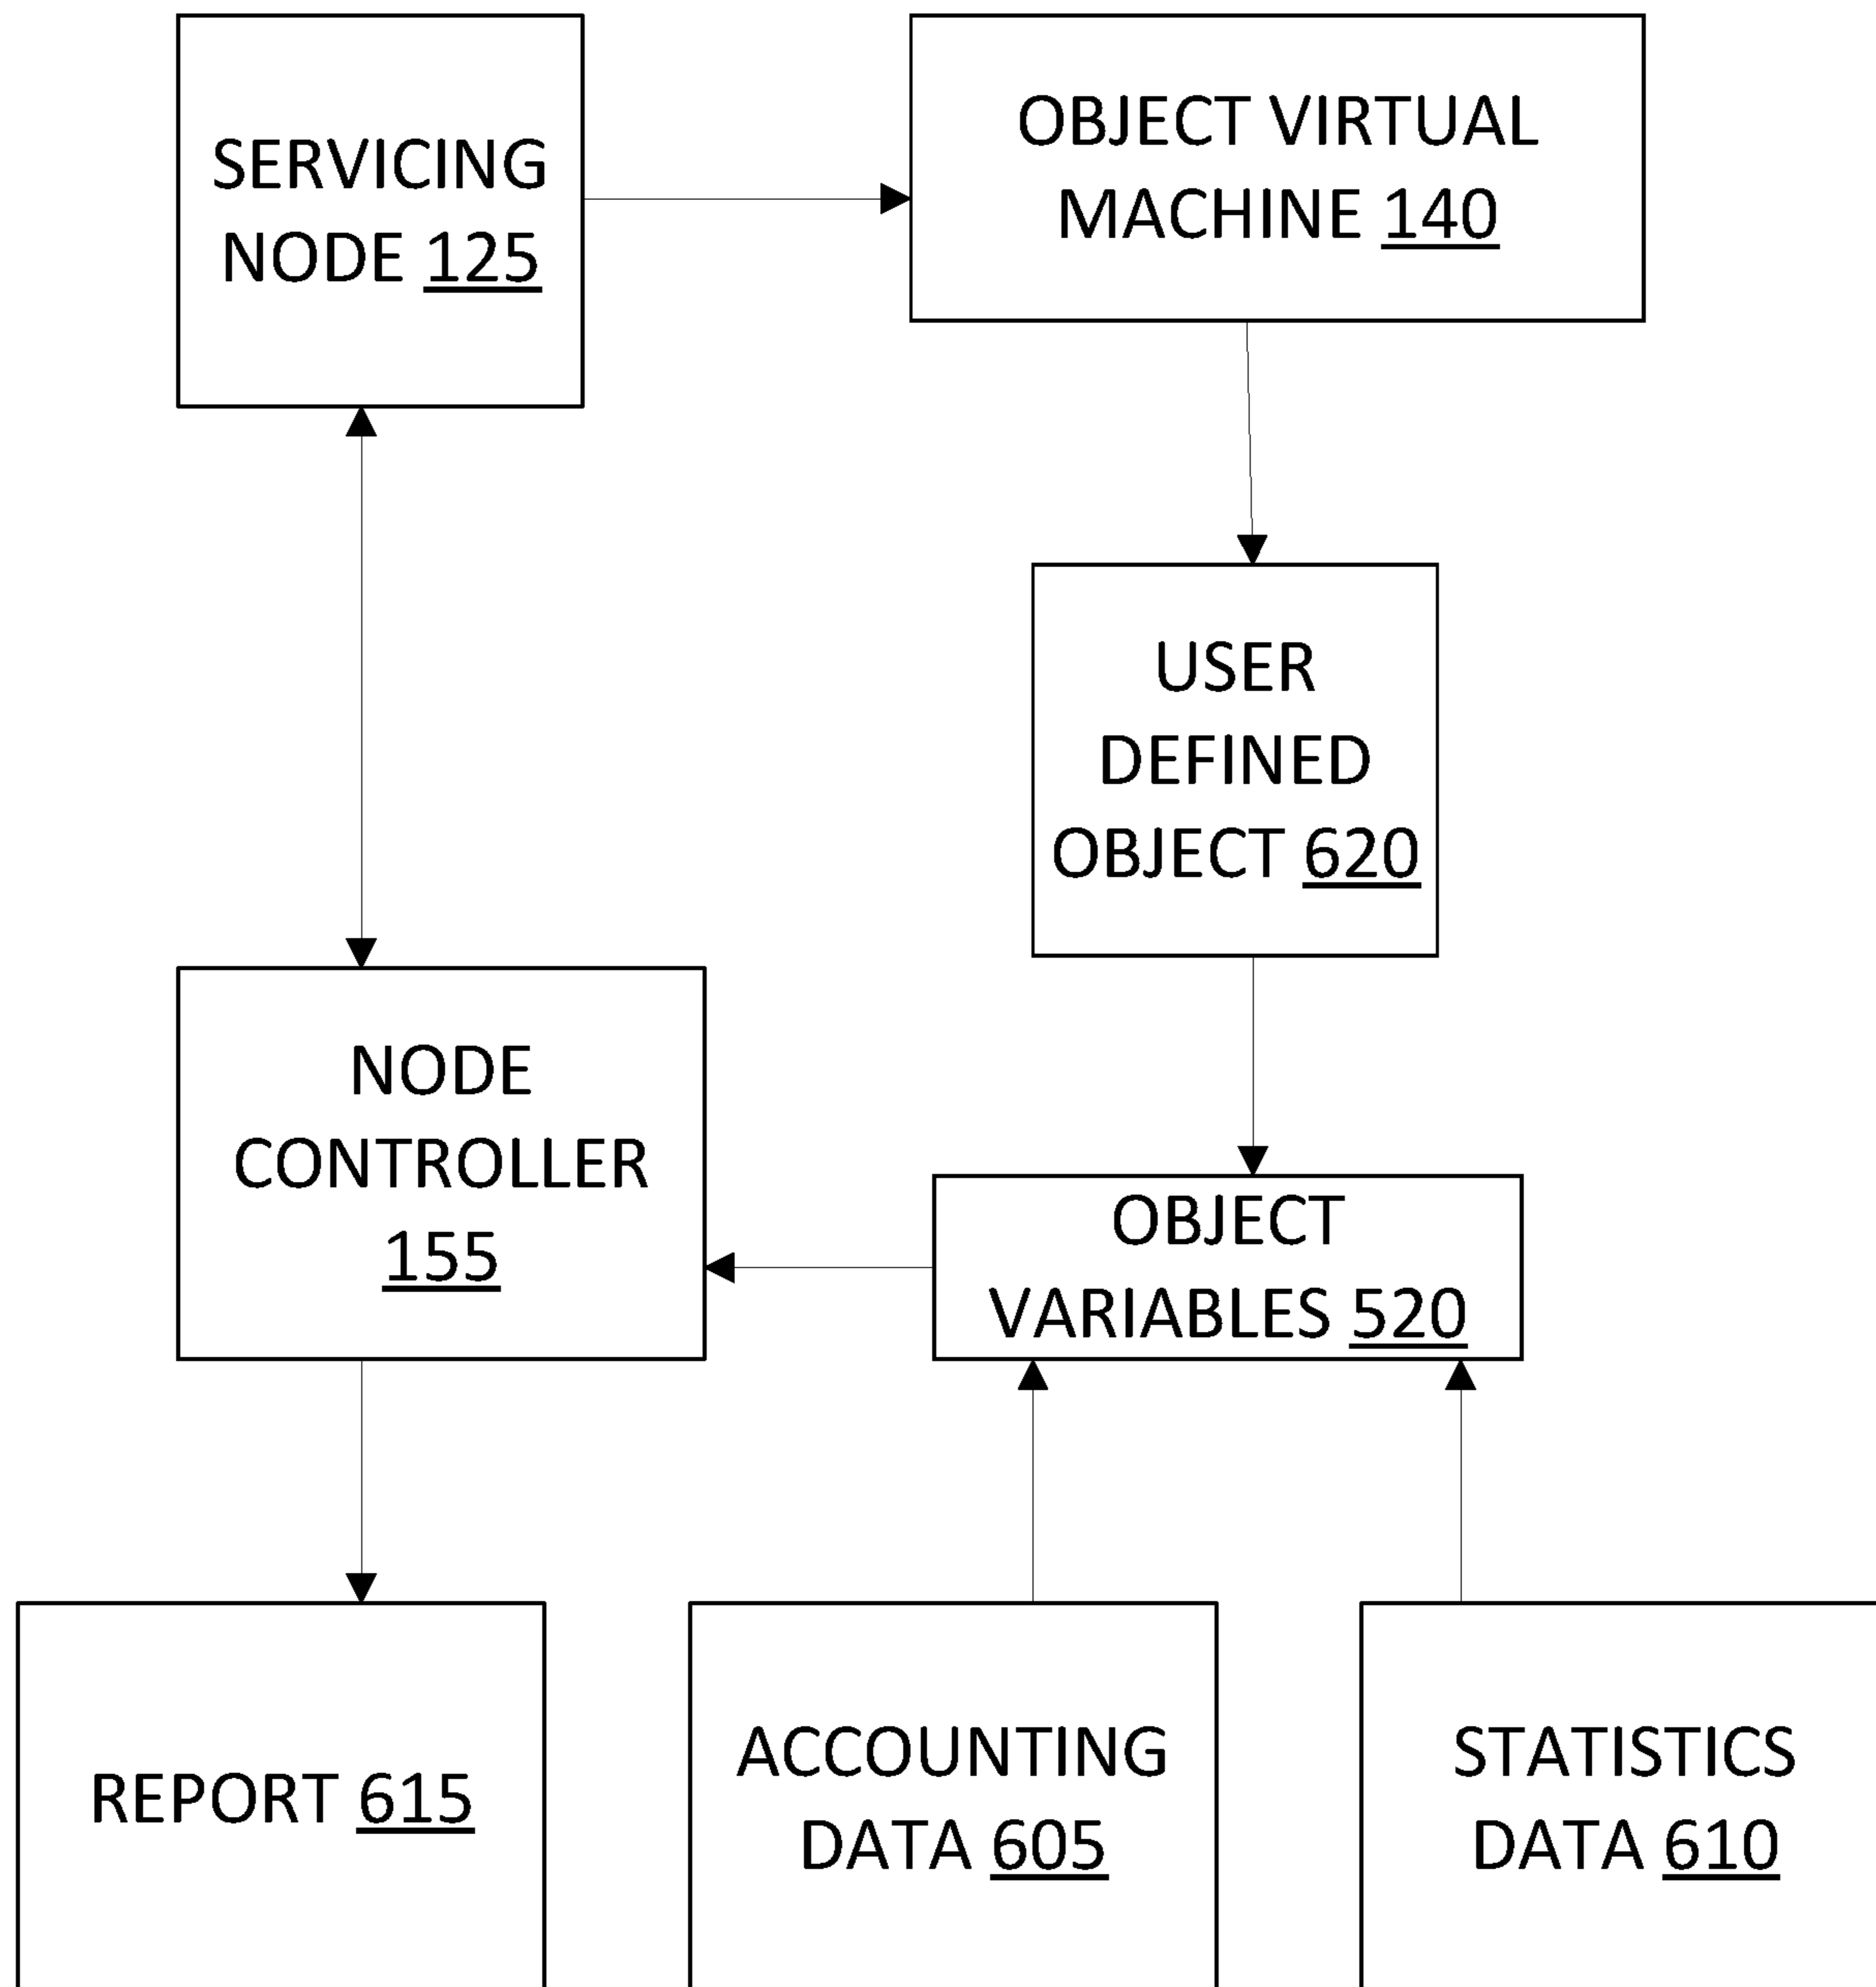 SERVICING
NODE 125
OBJECT VIRTUAL
MACHINE 140
USER
DEFINED
OBJECT 620
NODE
CONTROLLER
155
OBJECT
VARIABLES 520
REPORT 615
ACCOUNTING
DATA 605
STATISTICS
DATA 610